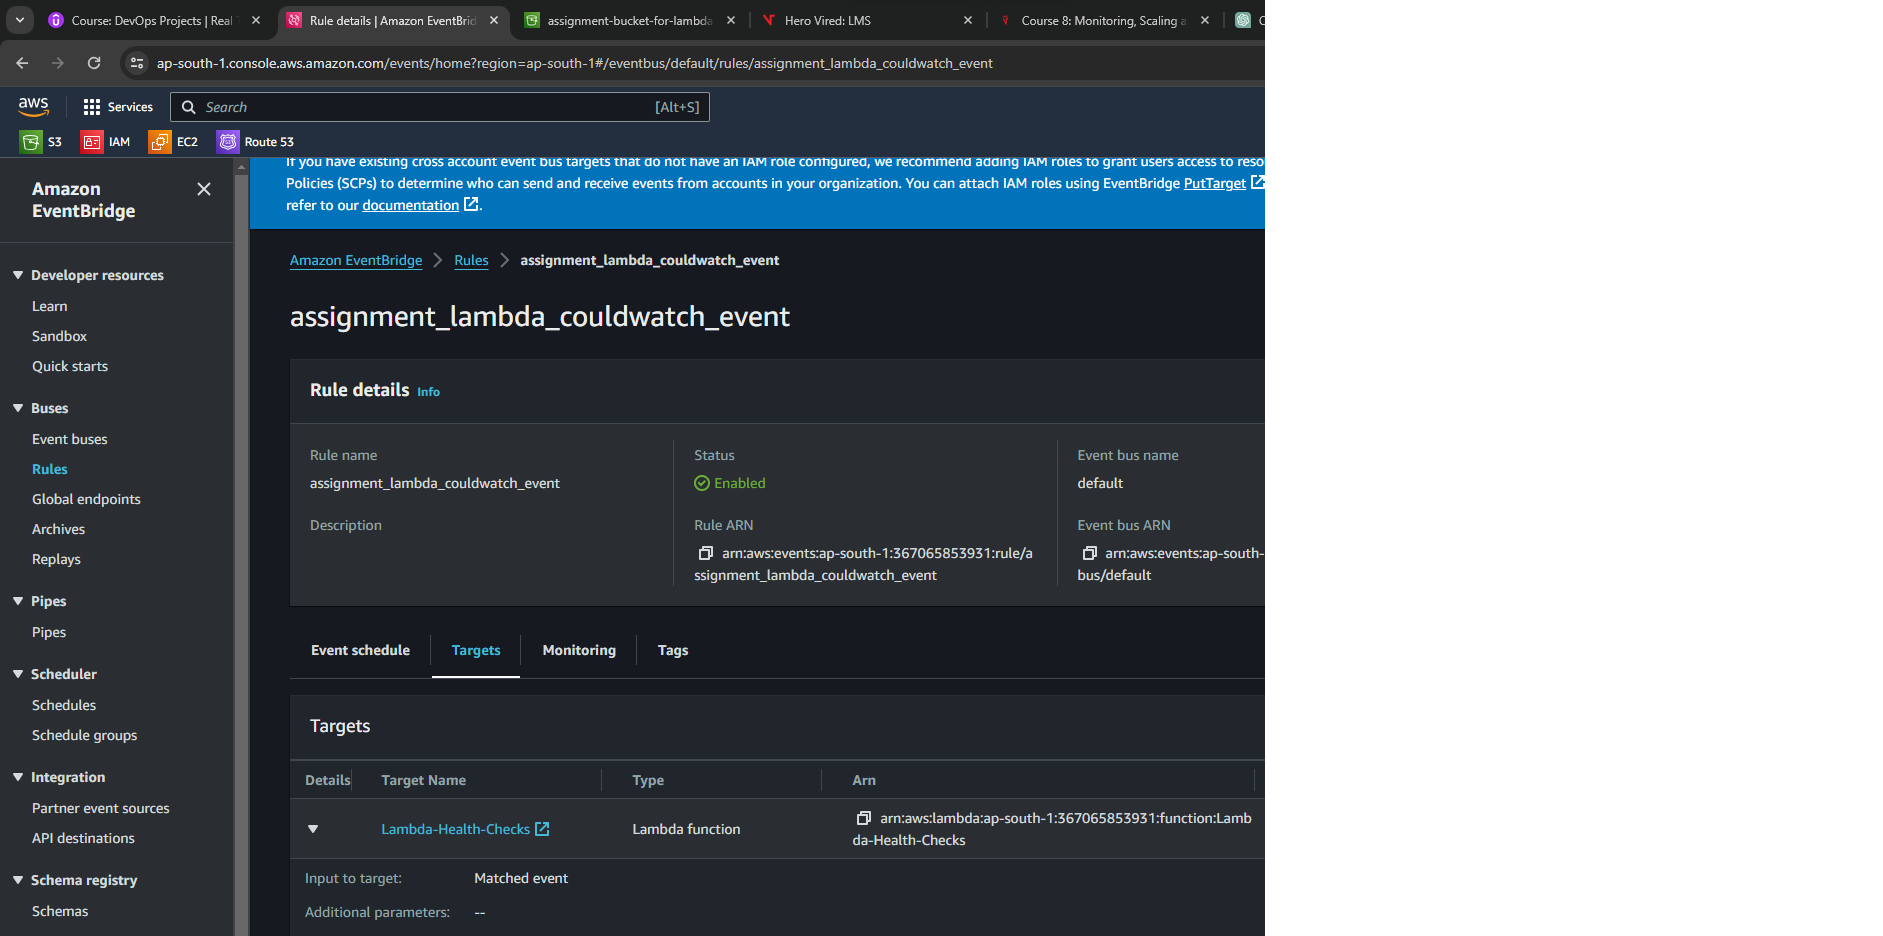 Course: DevOps Projects | Real
Rule details | Amazon EventBrid
assignment-bucket-for-lambda
Hero Vired: LMS
Course 8: Monitoring, Scaling a
ap-south-1.console.aws.amazon.com/events/home?region=ap-south-1#/eventbus/default/rules/assignment_lambda_couldwatch_event
aws
Services
Search
[Alt+S]
S3
IAM
EC2
Route 53
Amazon
EventBridge
Developer resources
Learn
Sandbox
Quick starts
Buses
Event buses
Rules
Global endpoints
Archives
Replays
Pipes
Pipes
Scheduler
Schedules
Schedule groups
Integration
Partner event sources
API destinations
Schema registry
Schemas
If you have existing cross account event bus targets that do not have an IAM role configured, we recommend adding IAM roles to grant users access to reso
Policies (SCPs) to determine who can send and receive events from accounts in your organization. You can attach IAM roles using EventBridge PutTarget
refer to our documentation .
Amazon EventBridge > Rules > assignment_lambda_couldwatch_event
assignment_lambda_couldwatch_event
Rule details Info
Rule name
assignment_lambda_couldwatch_event
Description
Status
Enabled
Rule ARN
arn:aws:events:ap-south-1:367065853931:rule/a
ssignment_lambda_couldwatch_event
Event bus name
default
Event bus ARN
arn:aws:events:ap-south-
bus/default
Event schedule
Targets
Monitoring
Tags
Targets
Details
Target Name
Type
Arn
Lambda-Health-Checks
Lambda function
arn:aws:lambda:ap-south-1:367065853931:function:Lamb
da-Health-Checks
Input to target:
Matched event
Additional parameters:
--